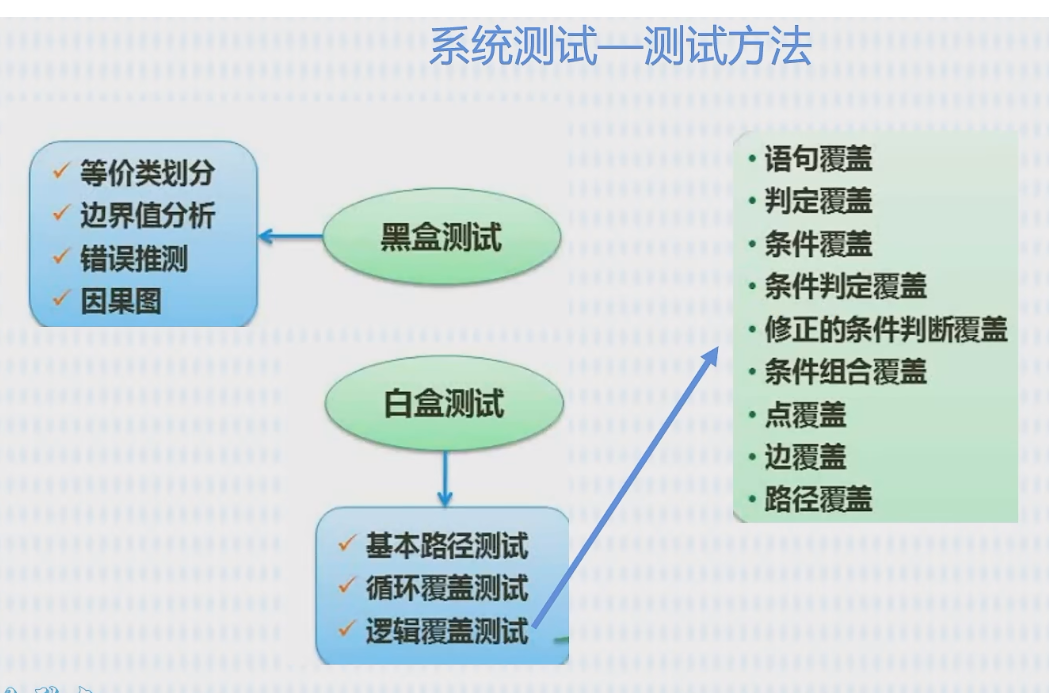 系统测试—测试方法
等价类划分
边界值分析
错误推测
因果图
黑盒测试
白盒测试
基本路径测试
循环覆盖测试
逻辑覆盖测试
语句覆盖
判定覆盖
条件覆盖
条件判定覆盖
修正的条件判断覆盖
条件组合覆盖
点覆盖
边覆盖
路径覆盖